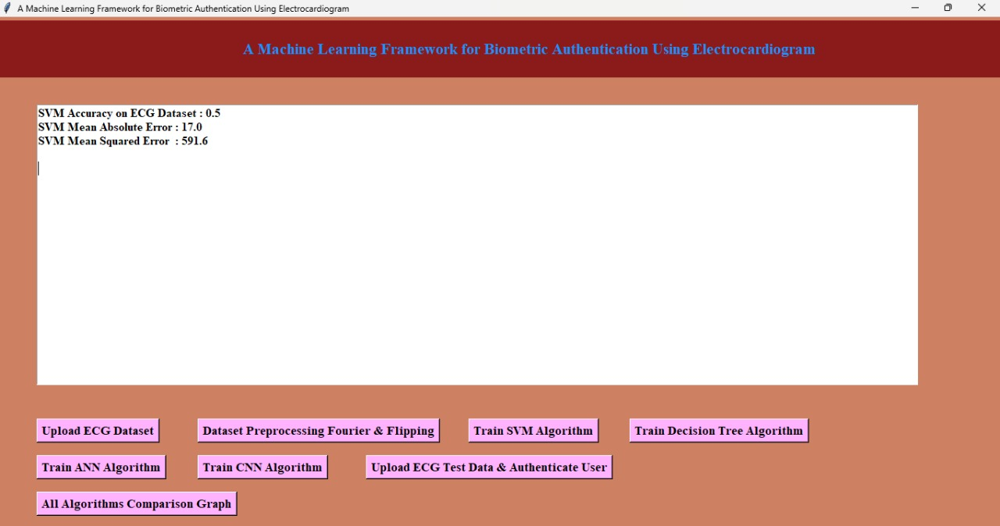 A Machine Learning Framework for Biometric Authentication Using Electrocardiogram
A Machine Learning Framework for Biometric Authentication Using Electrocardiogram
SVM Accuracy on ECG Dataset : 0.5
SVM Mean Absolute Error : 17.0
SVM Mean Squared Error  : 591.6
Upload ECG Dataset
Dataset Preprocessing Fourier & Flipping
Train SVM Algorithm
Train Decision Tree Algorithm
Train ANN Algorithm
Train CNN Algorithm
Upload ECG Test Data & Authenticate User
All Algorithms Comparison Graph